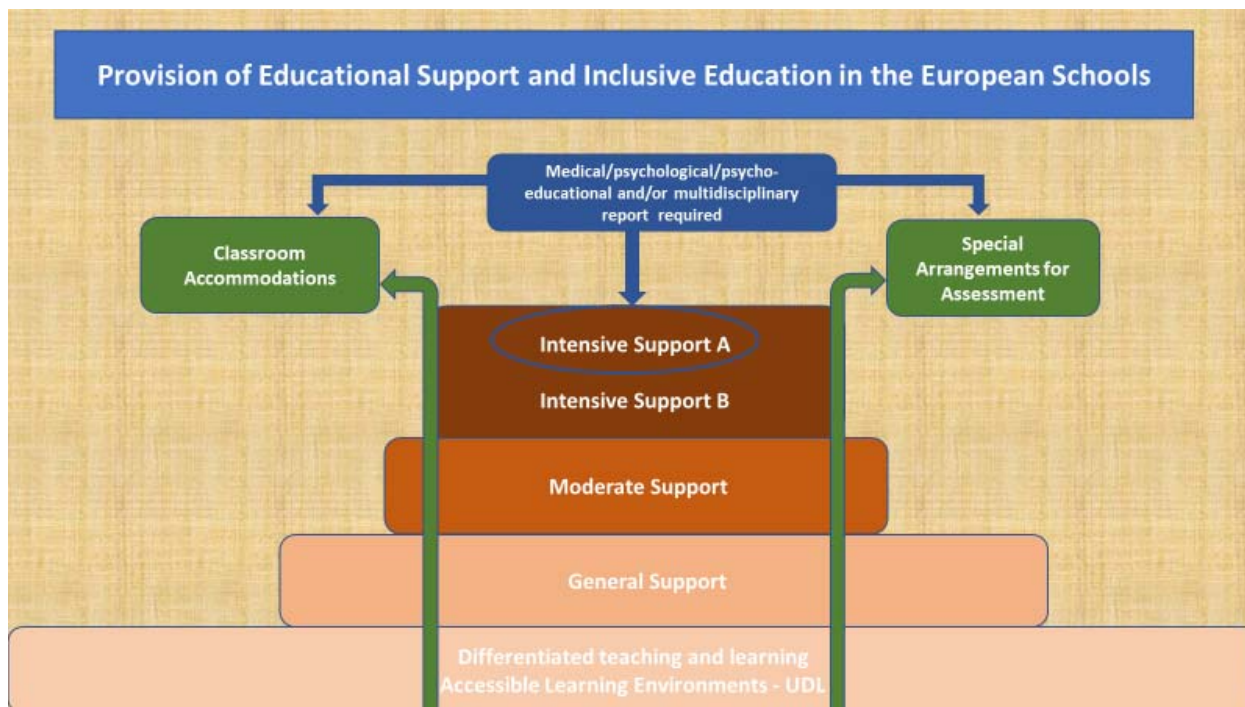 Provision of Educational Support and Inclusive Education in the European Schools
Medical/psychological/psycho-
educational and/or multidisciplinary
report required
Classroom
Accommodations
Special
Arrangements for
Assessment
Intensive Support A
Intensive Support B
Moderate Support
General Support
Differentiated teaching and learning
Accessible Learning Environments - UDL